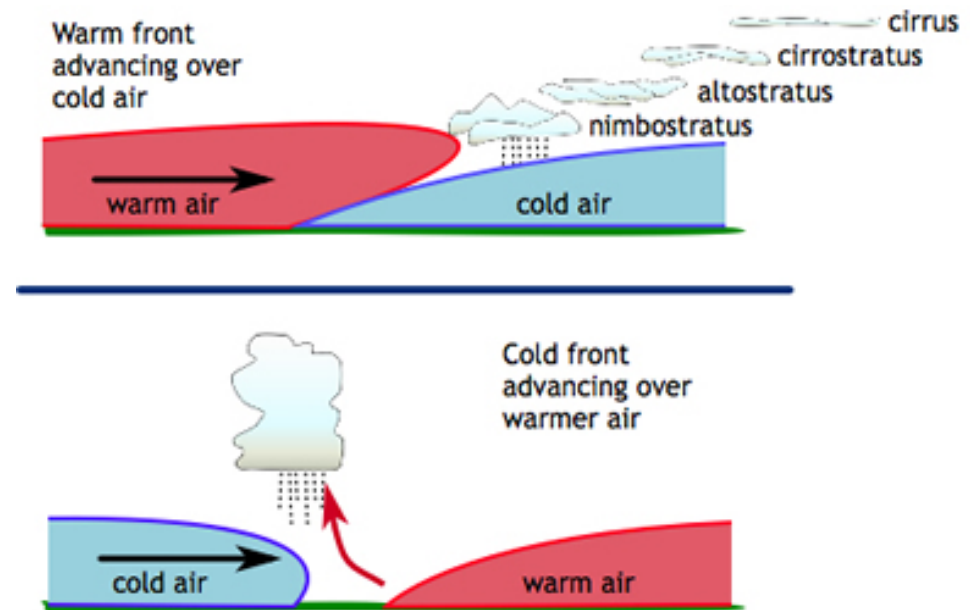 Warm front
advancing over
cold air
cirrus
cirrostratus
altostratus
nimbostratus
warm air
cold air
Cold front
advancing over
warmer air
cold air
warm air